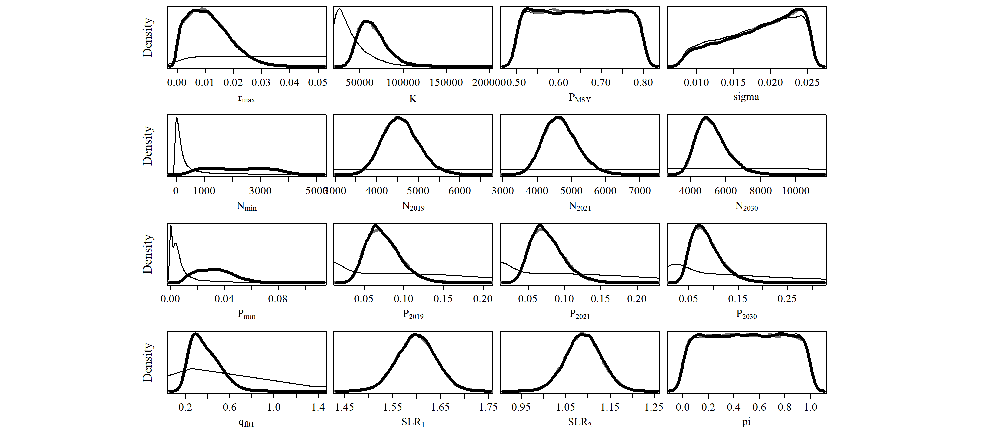 Density
0.00 0.01 0.02 0.03 0.04 0.05
50000 100000 150000 200000
0.50 0.60 0.70 0.80
0.010 0.015 0.020 0.025
rmax
K
PMSY
sigma
Density
0 1000 3000 5000
3000 4000 5000 6000
3000 4000 5000 6000 7000
4000 6000 8000 10000
Nmin
N2019
N2021
N2030
Density
0.00 0.04 0.08
0.05 0.10 0.15 0.20
0.05 0.10 0.15 0.20
0.05 0.15 0.25
Pmin
P2019
P2021
P2030
Density
0.2 0.6 1.0 1.4
1.45 1.55 1.65 1.75
0.95 1.05 1.15 1.25
0.0 0.2 0.4 0.6 0.8 1.0
qflt1
SLR1
SLR2
pi